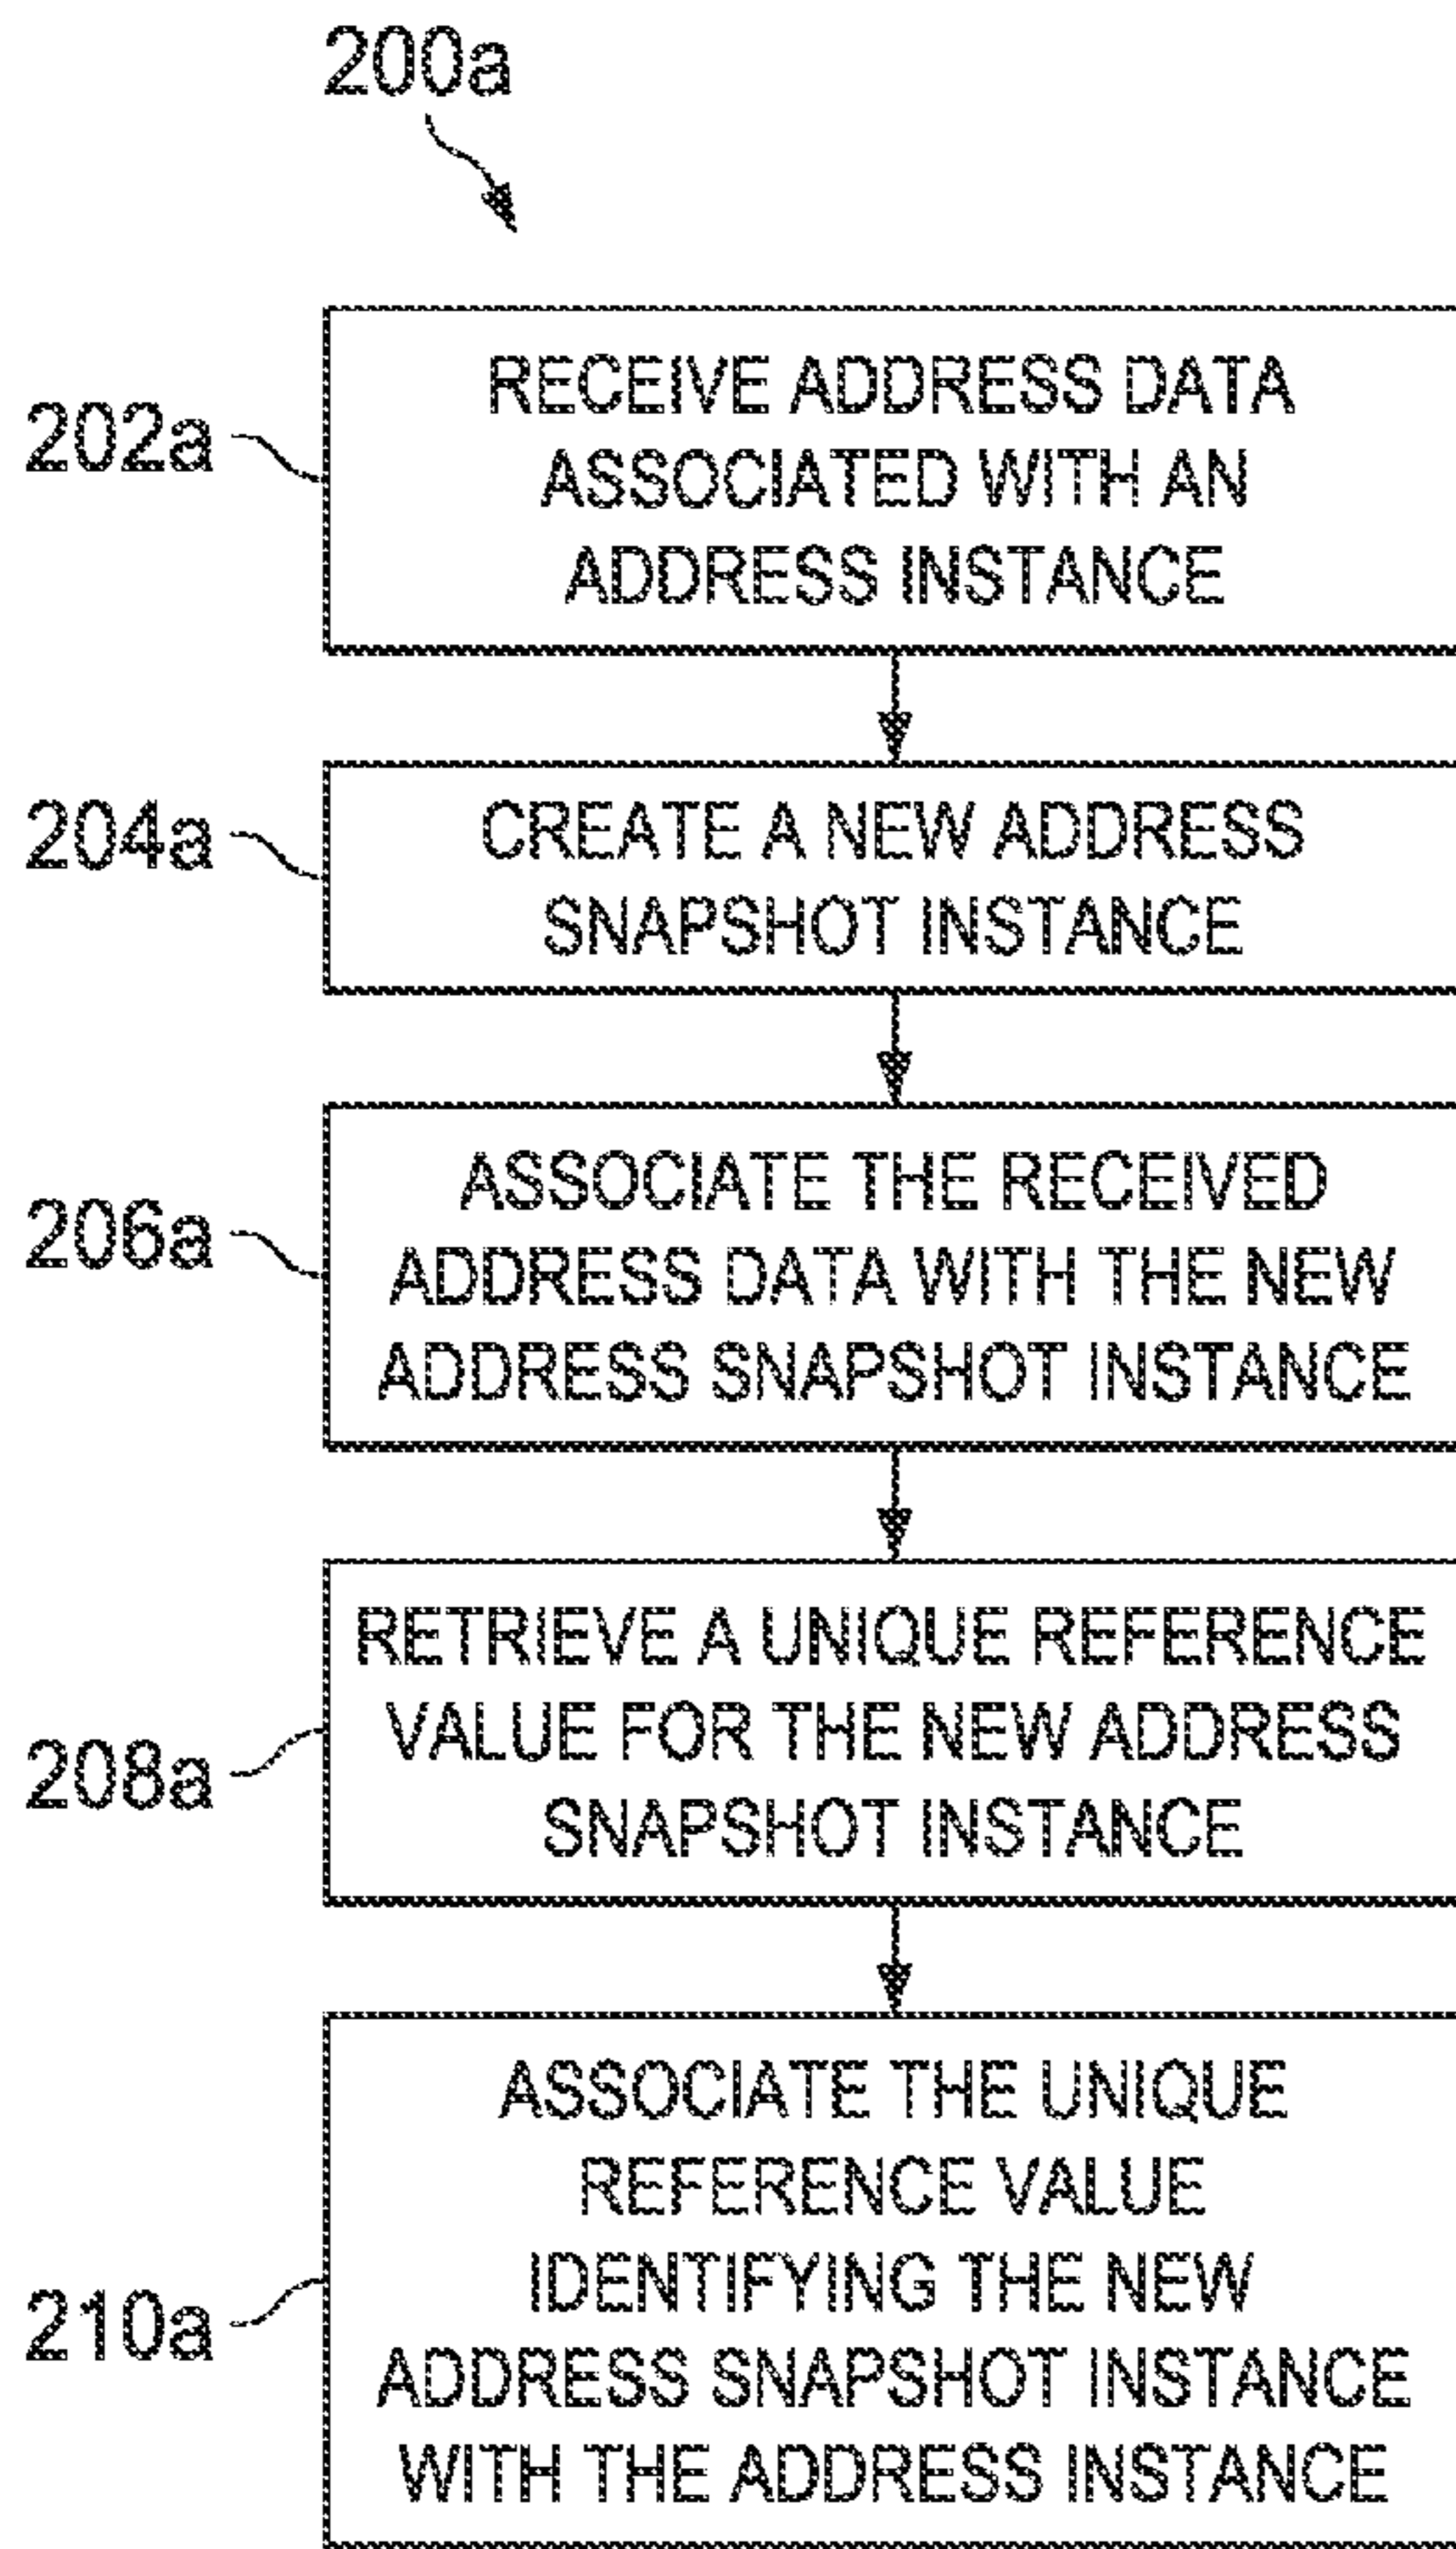 200a
202a
RECEIVE ADDRESS DATA
ASSOCIATED WITH AN
ADDRESS INSTANCE
204a
CREATE A NEW ADDRESS
SNAPSHOT INSTANCE
206a
ASSOCIATE THE RECEIVED
ADDRESS DATA WITH THE NEW
ADDRESS SNAPSHOT INSTANCE
208a
RETRIEVE A UNIQUE REFERENCE
VALUE FOR THE NEW ADDRESS
SNAPSHOT INSTANCE
210a
ASSOCIATE THE UNIQUE
REFERENCE VALUE
IDENTIFYING THE NEW
ADDRESS SNAPSHOT INSTANCE
WITH THE ADDRESS INSTANCE